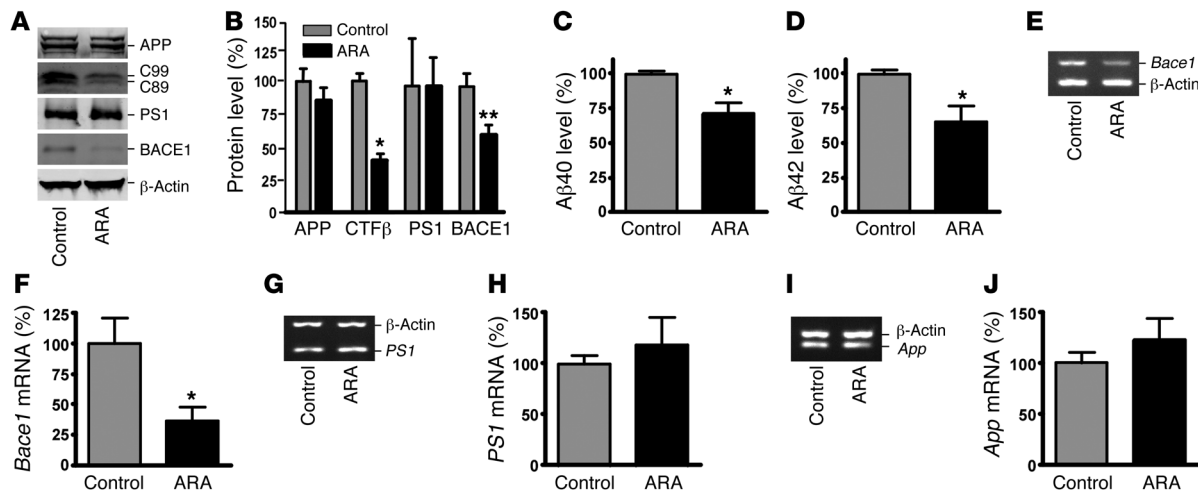 A
APP
C99
C89
PS1
BACE1
β-Actin
Control
ARA
B
Protein level (%)
150
125
100
75
50
25
0
Control
ARA
*
**
APP CTFβ PS1 BACE1
C
Aβ40 level (%)
100
75
50
25
0
*
Control ARA
D
Aβ42 level (%)
100
75
50
25
0
*
Control ARA
E
Bace1
β-Actin
Control
ARA
F
Bace1 mRNA (%)
125
100
75
50
25
0
*
Control ARA
G
β-Actin
PS1
Control
ARA
H
PS1 mRNA (%)
150
100
50
0
Control ARA
I
β-Actin
App
Control
ARA
J
App mRNA (%)
150
100
50
0
Control ARA